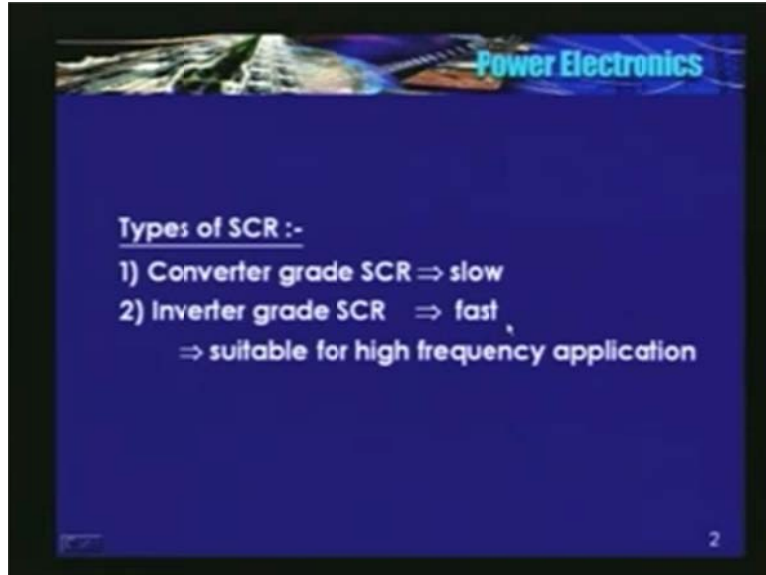 Power Electronics
Types of SCR :-
1) Converter grade SCR ⇒ slow
2) Inverter grade SCR ⇒ fast
⇒ suitable for high frequency application
2